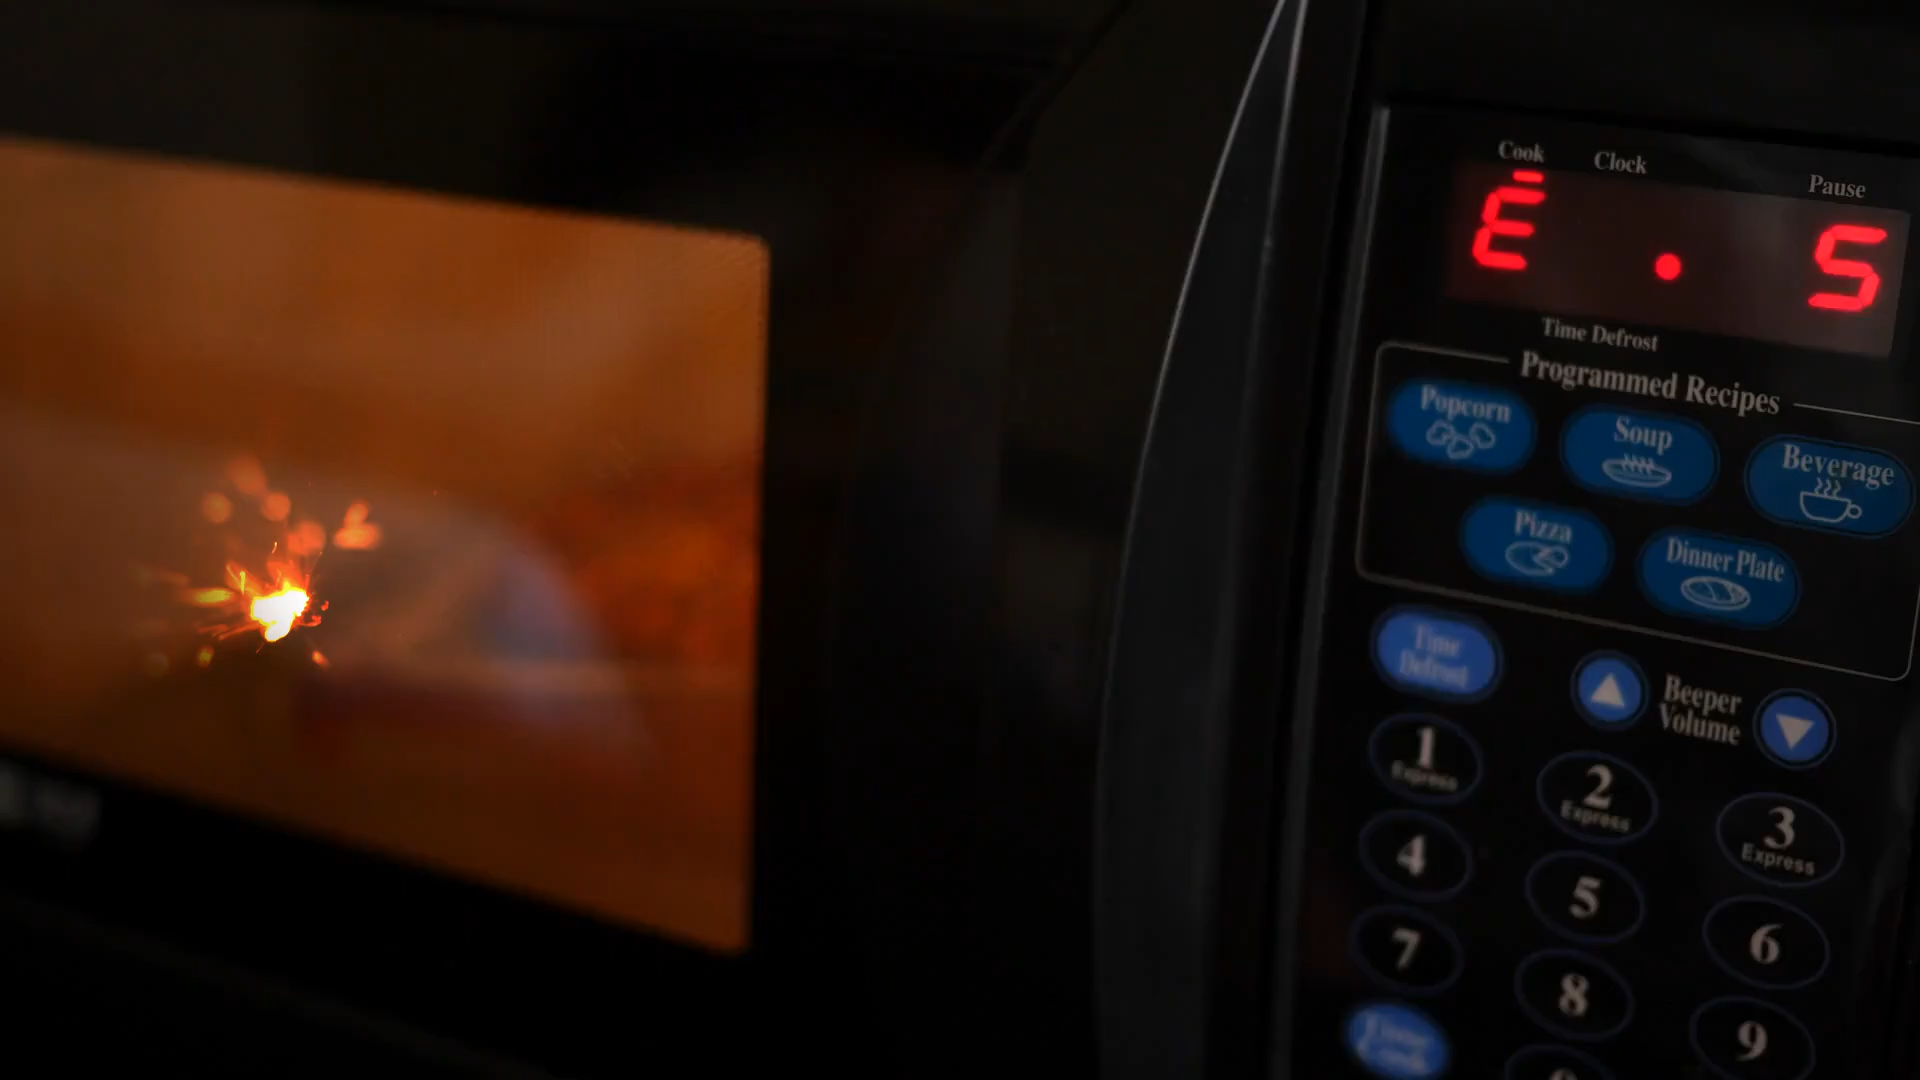 Cook Clock Pause
E . 5
Time Defrost
Programmed Recipes
Popcorn Soup Beverage
Pizza Dinner Plate
Time
Defrost
Beeper
Volume
1 2 3
Express Express Express
4 5 6
7 8 9